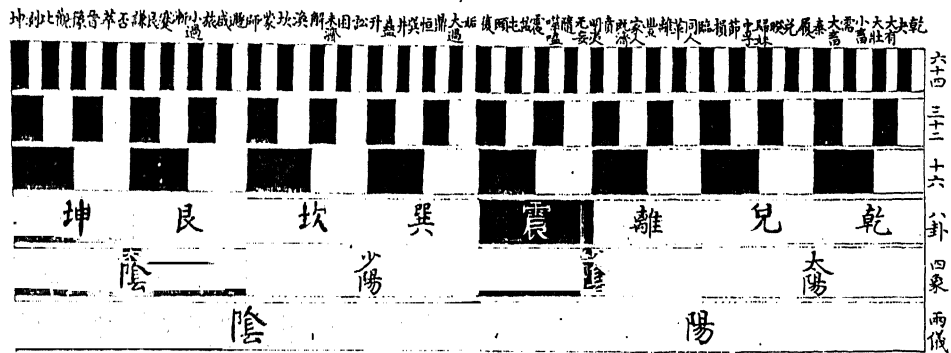 乾夬大有大壯小畜需大畜泰履兌睽歸妹中孚節損臨同人革離豐家人既濟賁明夷无妄隨噬嗑震益屯頤復姤大過鼎恒巽井蠱升訟困未濟解渙坎蒙師遯咸旅小過漸蹇艮謙否萃晉豫觀比剝坤
六十四
三十二
十六
八卦 乾 兌 離 震 巽 坎 艮 坤
四象 太陽 少陰 少陽 陰
兩儀 陽 陰